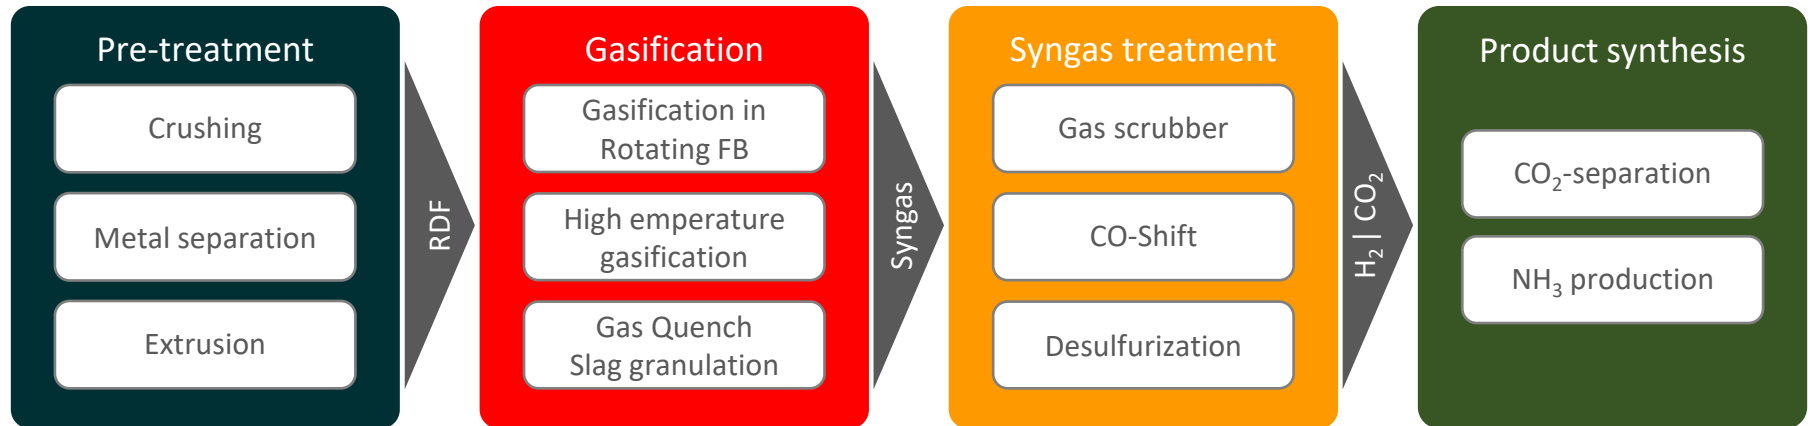 Pre-treatment
Crushing
Metal separation
Extrusion
RDF
Gasification
Gasification in
Rotating FB
High emperature
gasification
Gas Quench
Slag granulation
Syngas
Syngas treatment
Gas scrubber
CO-Shift
Desulfurization
H₂ | CO₂
Product synthesis
CO₂-separation
NH₃ production